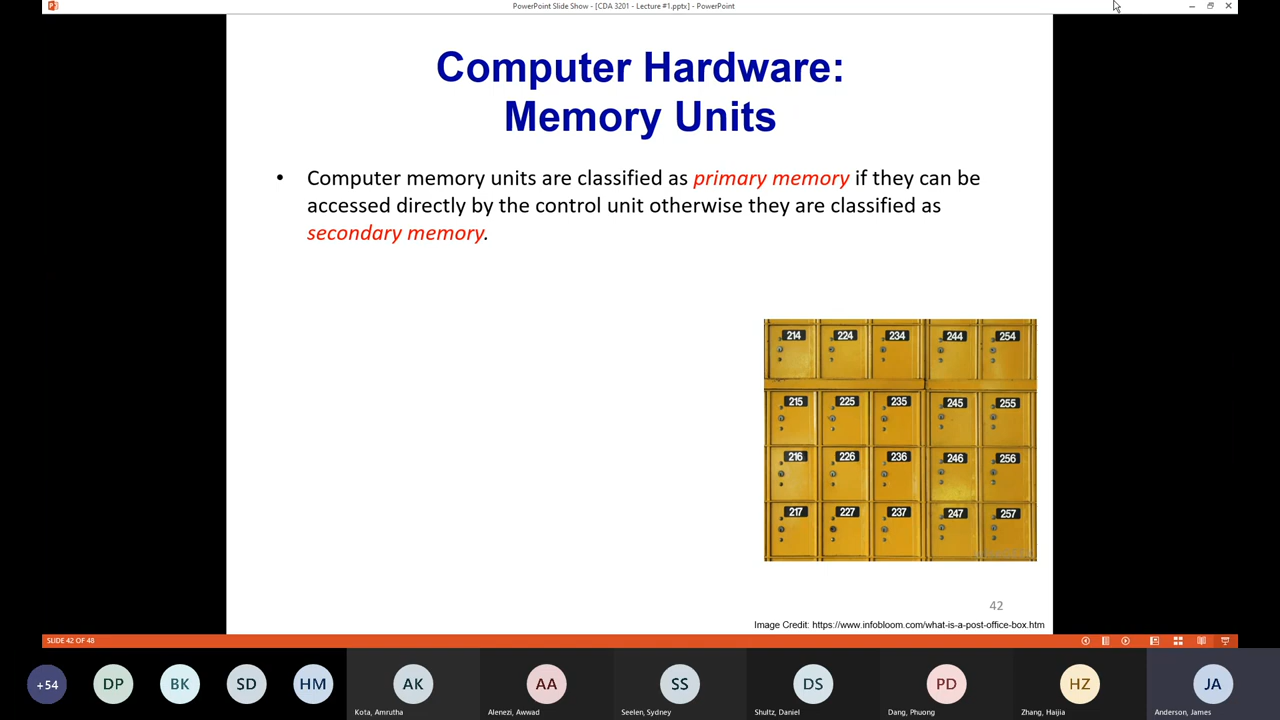 PowerPoint Slide Show - [CDA 3201 - Lecture #1.pptx] - PowerPoint
Computer Hardware:
Memory Units
• Computer memory units are classified as primary memory if they can be
accessed directly by the control unit otherwise they are classified as
secondary memory.
214 224 234 244 254
215 225 235 245 255
216 226 236 246 256
217 227 237 247 257
42
Image Credit: https://www.infobloom.com/what-is-a-post-office-box.htm
SLIDE 42 OF 48
+54 DP BK SD HM AK AA SS DS PD HZ JA
Kota, Amrutha Alenezi, Awwad Seelen, Sydney Shultz, Daniel Dang, Phuong Zhang, Haijia Anderson, James